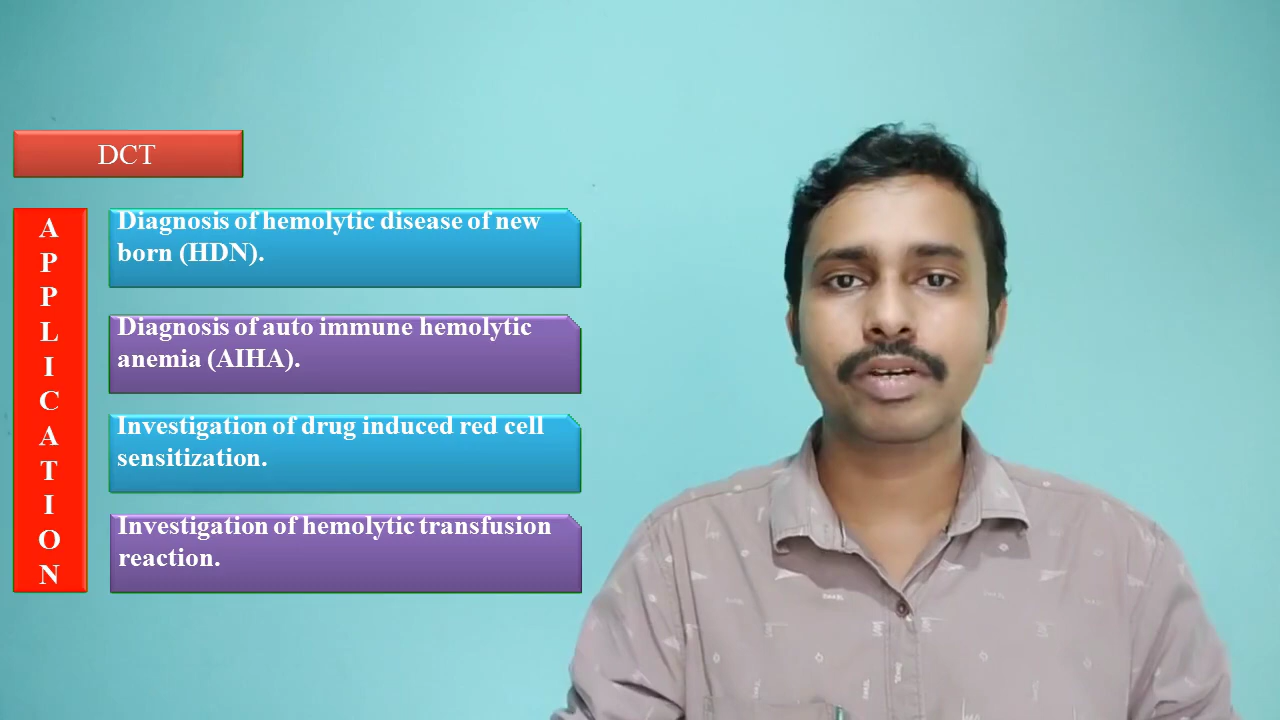 DCT
APPLICATION
Diagnosis of hemolytic disease of new
born (HDN).
Diagnosis of auto immune hemolytic
anemia (AIHA).
Investigation of drug induced red cell
sensitization.
Investigation of hemolytic transfusion
reaction.